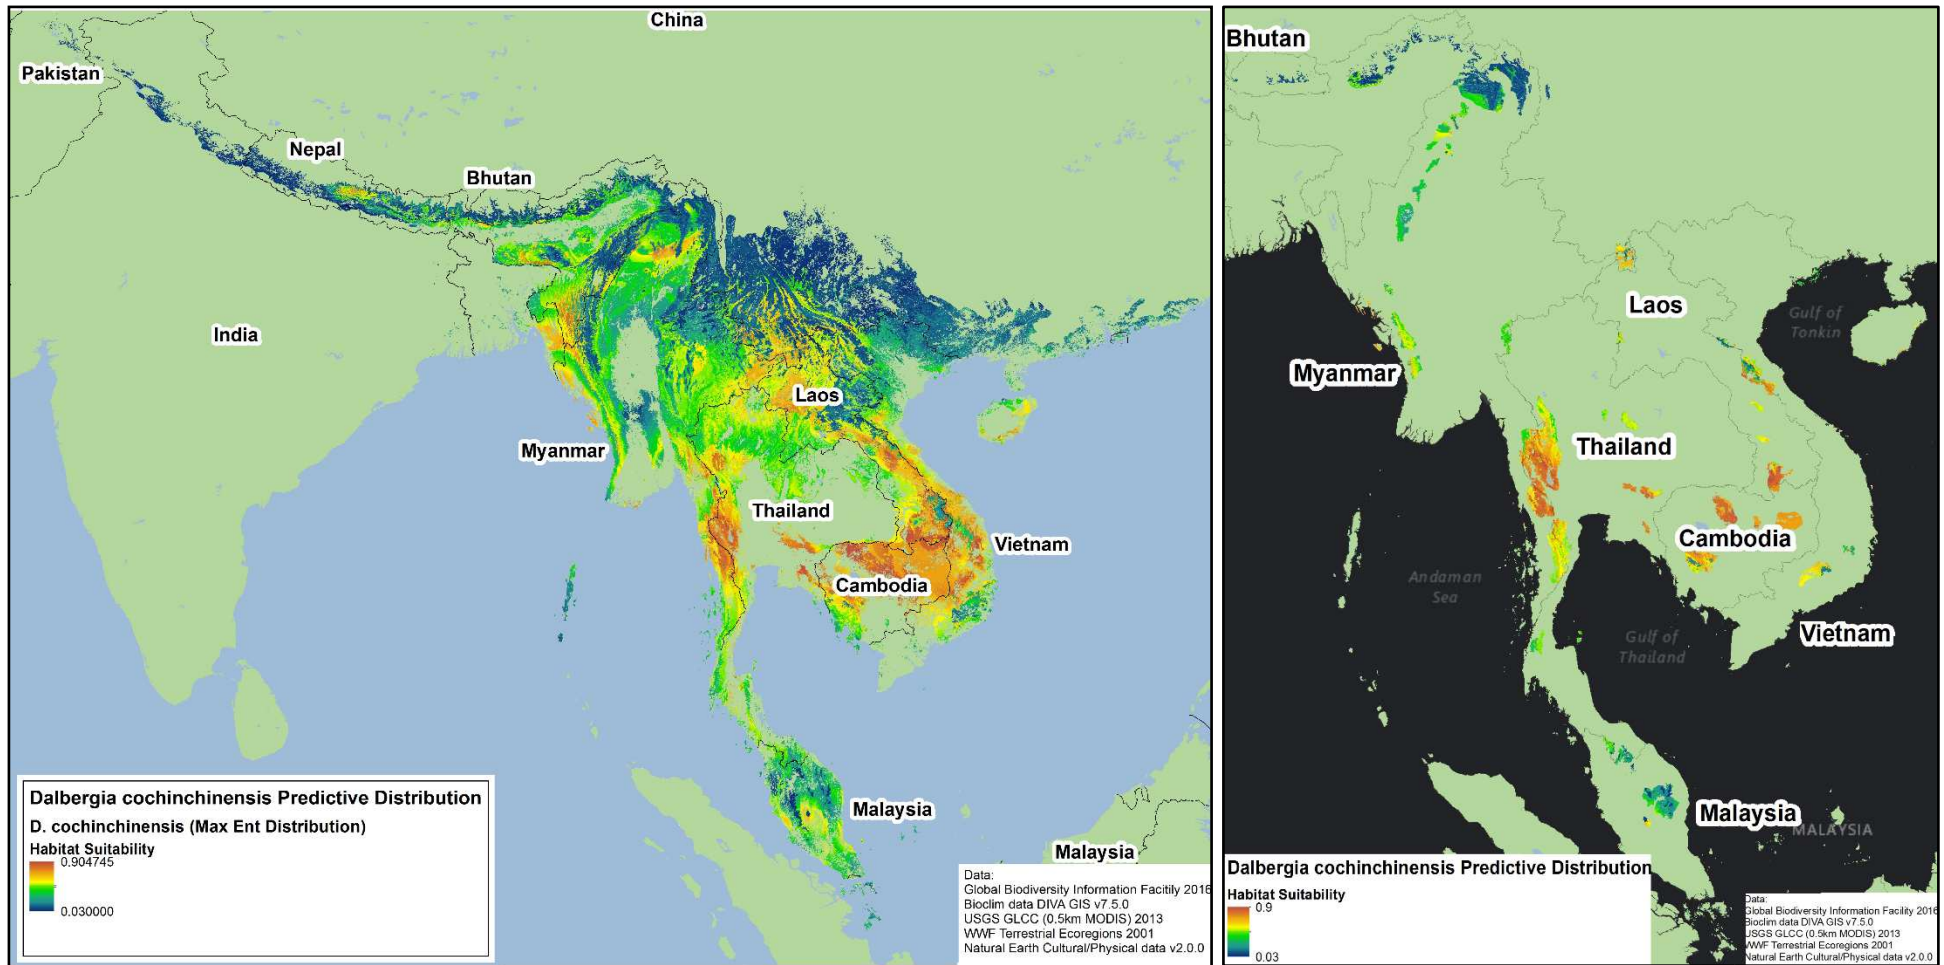 China
Pakistan
Nepal
Bhutan
India
Laos
Myanmar
Thailand
Vietnam
Cambodia
Malaysia
Malaysia
Dalbergia cochinchinensis Predictive Distribution
D. cochinchinensis (Max Ent Distribution)
Habitat Suitability
0.904745
0.030000
Data:
Global Biodiversity Information Facitily 2016
Bioclim data DIVA GIS v7.5.0
USGS GLCC (0.5km MODIS) 2013
WWF Terrestrial Ecoregions 2001
Natural Earth Cultural/Physical data v2.0.0
Bhutan
Laos
Gulf of
Tonkin
Myanmar
Thailand
Cambodia
Andaman
Sea
Gulf of
Thailand
Vietnam
Malaysia
MALAYSIA
Dalbergia cochinchinensis Predictive Distribution
Habitat Suitability
0.9
0.03
Data:
Global Biodiversity Information Facility 2016
Bioclim data DIVA GIS v7.5.0
USGS GLCC (0.5km MODIS) 2013
WWF Terrestrial Ecoregions 2001
Natural Earth Cultural/Physical data v2.0.0